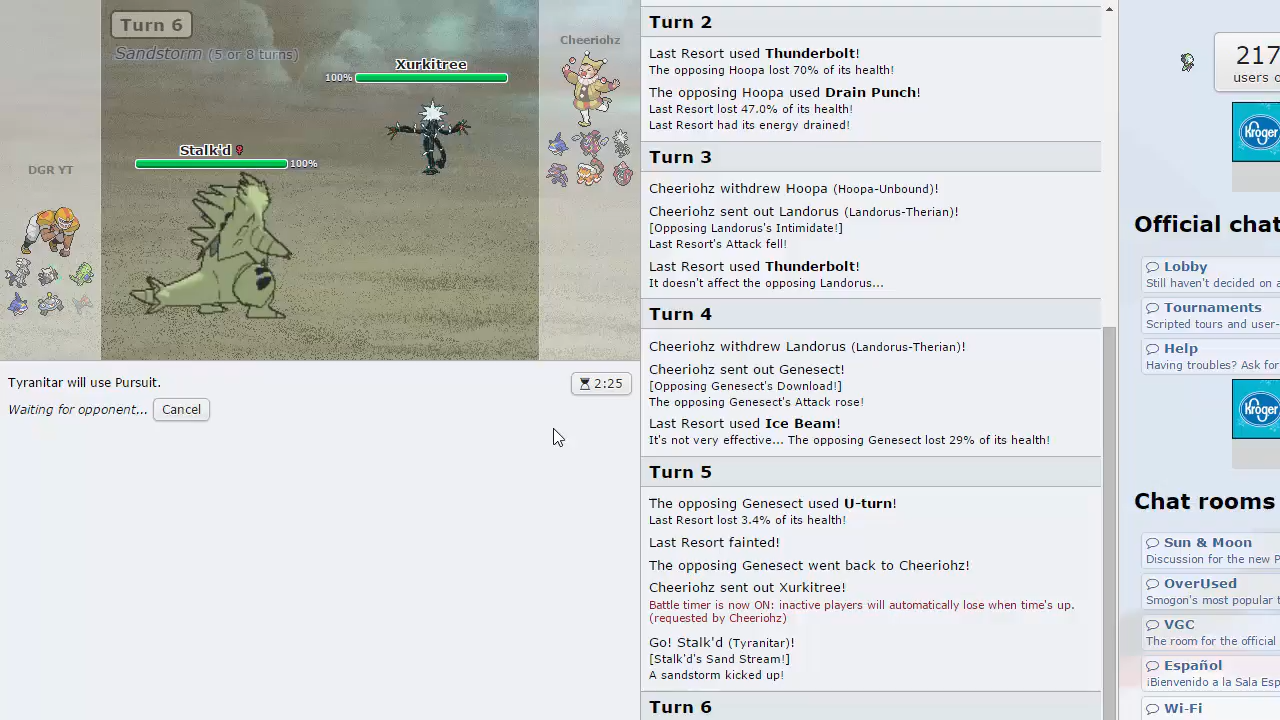 Turn 6
Sandstorm (5 or 8 turns)
Xurkitree
100%
Stalk'd
100%
DGR YT
Cheeriohz
Tyranitar will use Pursuit.
2:25
Waiting for opponent... Cancel
Turn 2
Last Resort used Thunderbolt!
The opposing Hoopa lost 70% of its health!
The opposing Hoopa used Drain Punch!
Last Resort lost 47.0% of its health!
Last Resort had its energy drained!
Turn 3
Cheeriohz withdrew Hoopa (Hoopa-Unbound)!
Cheeriohz sent out Landorus (Landorus-Therian)!
[Opposing Landorus's Intimidate!]
Last Resort's Attack fell!
Last Resort used Thunderbolt!
It doesn't affect the opposing Landorus...
Turn 4
Cheeriohz withdrew Landorus (Landorus-Therian)!
Cheeriohz sent out Genesect!
[Opposing Genesect's Download!]
The opposing Genesect's Attack rose!
Last Resort used Ice Beam!
It's not very effective... The opposing Genesect lost 29% of its health!
Turn 5
The opposing Genesect used U-turn!
Last Resort lost 3.4% of its health!
Last Resort fainted!
The opposing Genesect went back to Cheeriohz!
Cheeriohz sent out Xurkitree!
Battle timer is now ON: inactive players will automatically lose when time's up.
(requested by Cheeriohz)
Go! Stalk'd (Tyranitar)!
[Stalk'd's Sand Stream!]
A sandstorm kicked up!
Turn 6
217
users o
Kroger
Official chat
Lobby
Still haven't decided on a
Tournaments
Scripted tours and user-
Help
Having troubles? Ask for
Kroger
Chat rooms
Sun & Moon
Discussion for the new P
OverUsed
Smogon's most popular t
VGC
The room for the official
Español
¡Bienvenido a la Sala Esp
Wi-Fi